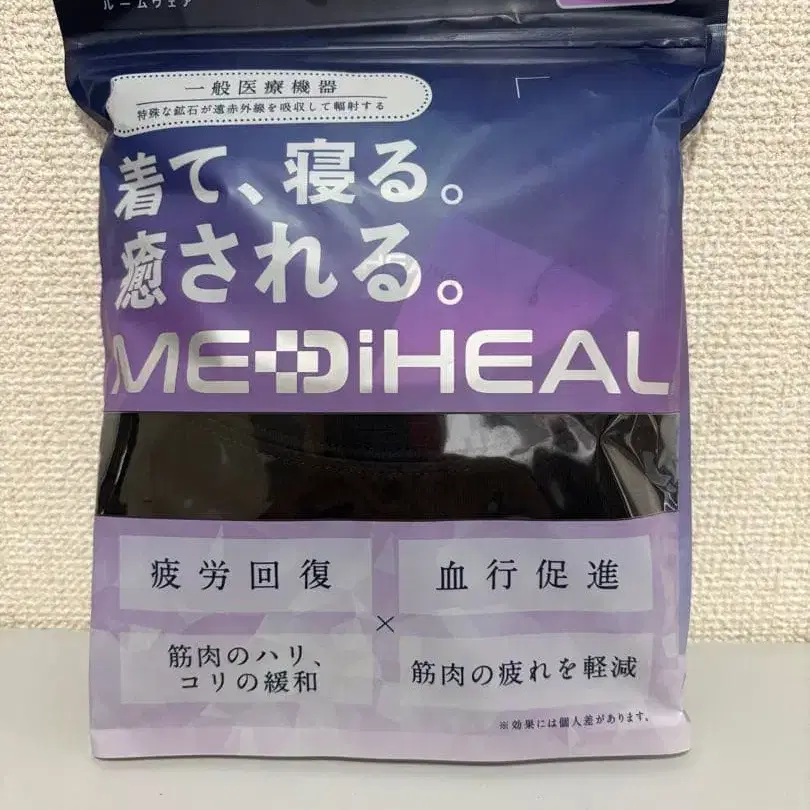 ルームウェア
一般医療機器
特殊な鉱石が遠赤外線を吸収して輻射する
着て、寝る。
癒される。
MEDiHEAL
疲労回復
血行促進
×
筋肉のハリ、
コリの緩和
筋肉の疲れを軽減
※効果には個人差があります。